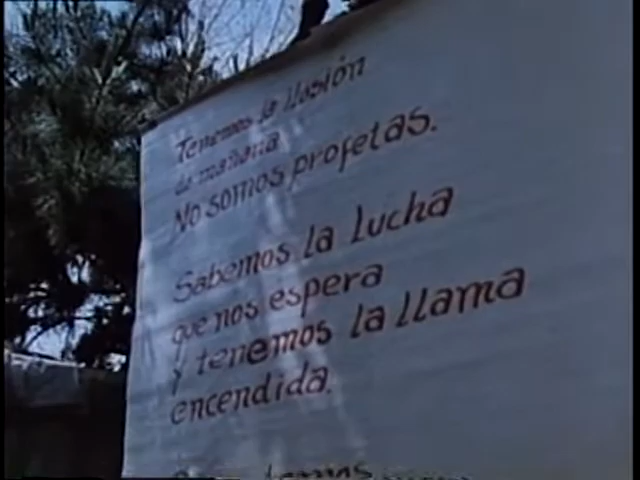 Tenemos la ilusión
de mañana
No somos profetas.
Sabemos la lucha
que nos espera
y tenemos la llama
encendida.